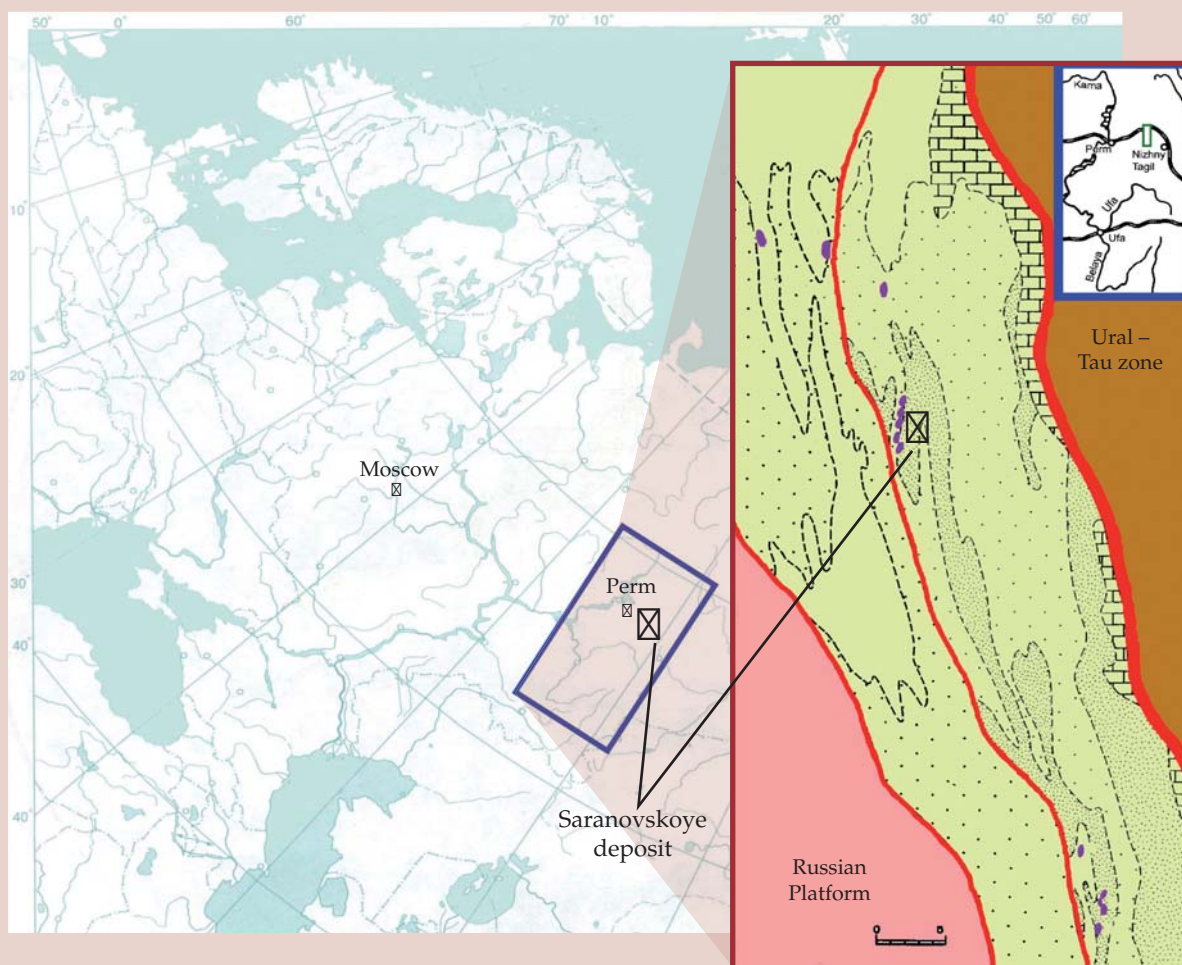 50° 0° 60° 70° 10° 20° 30° 40° 50° 60°
10°
20°
30°
40
40°
Moscow
Perm
Saranovskoye
deposit
Kama
Perm
Nizhny
Tagil
Ufa
Ufa
Belaya
Ural –
Tau zone
Russian
Platform
0